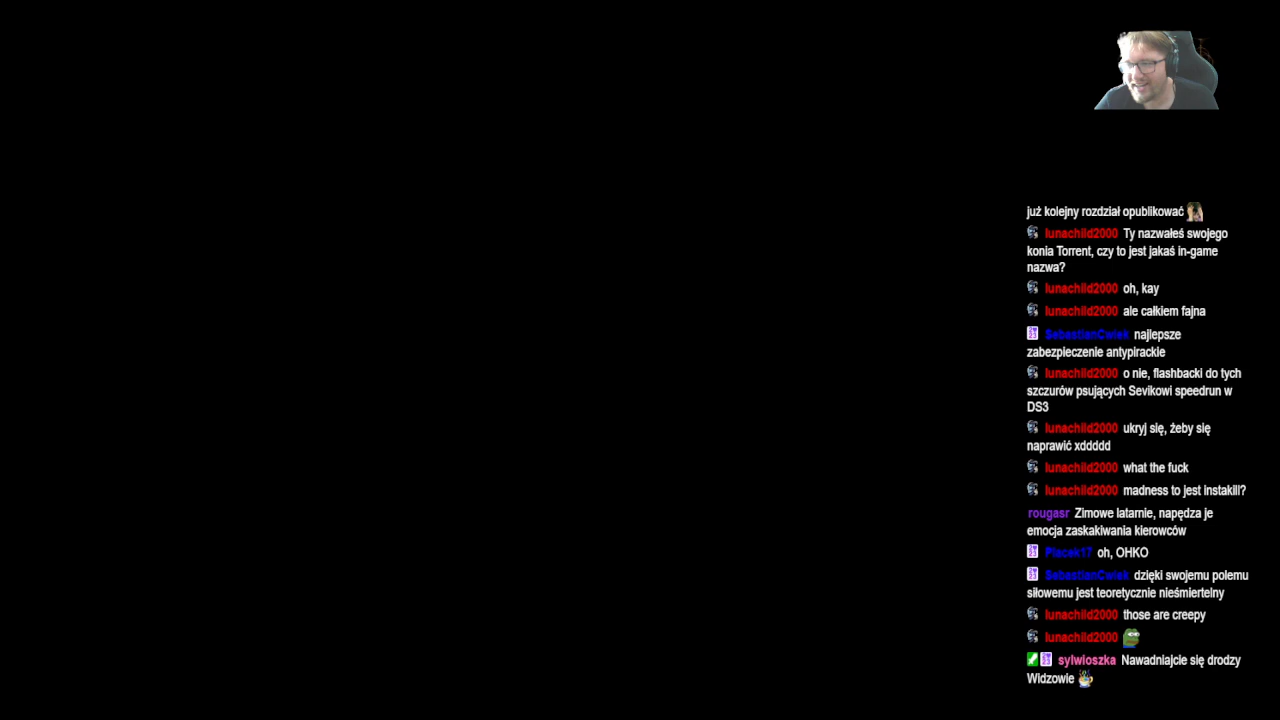 już kolejny rozdział opublikować
lunachild2000 Ty nazwałeś swojego
konia Torrent, czy to jest jakaś in-game
nazwa?
lunachild2000 oh, kay
lunachild2000 ale całkiem fajna
SebastianCwiek najlepsze
zabezpieczenie antypirackie
lunachild2000 o nie, flashbacki do tych
szczurów psujących Sevikowi speedrun w
DS3
lunachild2000 ukryj się, żeby się
naprawić xddddd
lunachild2000 what the fuck
lunachild2000 madness to jest instakill?
rougasr Zimowe latarnie, napędza je
emocja zaskakiwania kierowców
Placek17 oh, OHKO
SebastianCwiek dzięki swojemu polemu
siłowemu jest teoretycznie nieśmiertelny
lunachild2000 those are creepy
lunachild2000
sylwioszka Nawadniajcie się drodzy
Widzowie